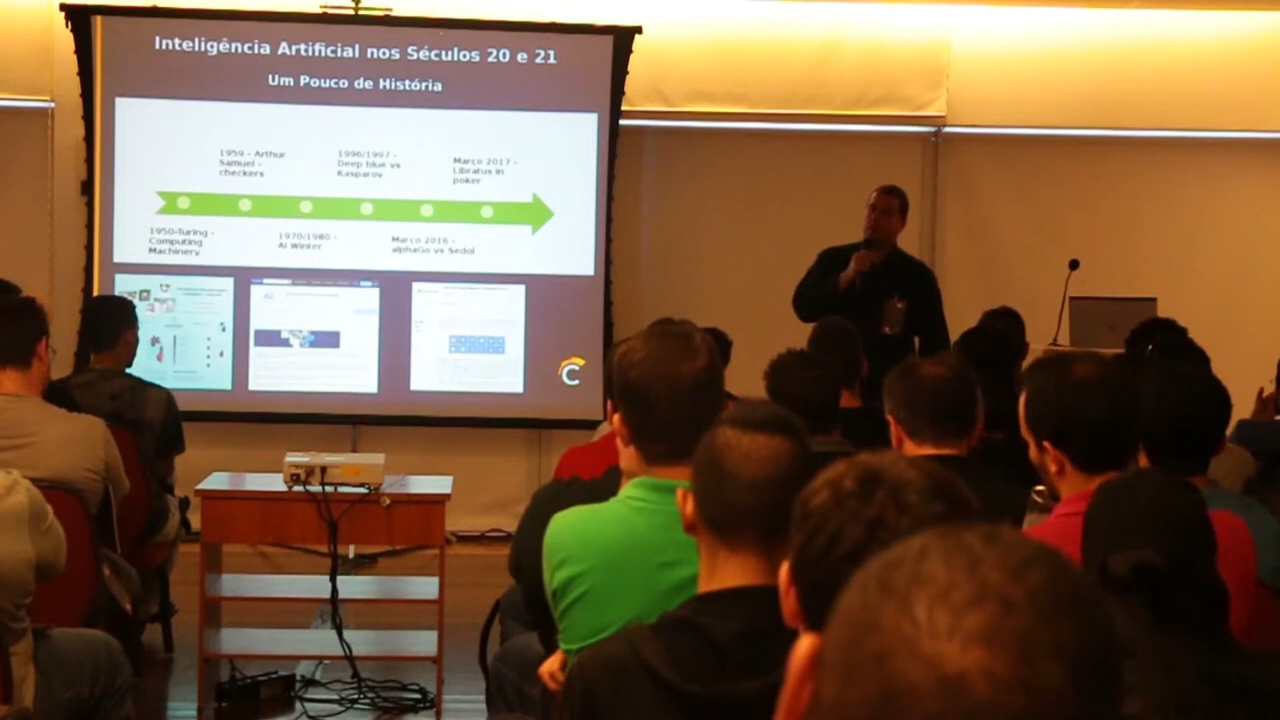 Inteligência Artificial nos Séculos 20 e 21
Um Pouco de História
1959 - Arthur
Samuel -
checkers
1996/1997 -
Deep blue vs
Kasparov
Março 2017 -
Libratus in
poker
1950-Turing -
Computing
Machinery
1970/1980 -
AI Winter
Março 2016 -
alphaGo vs Sedol
C